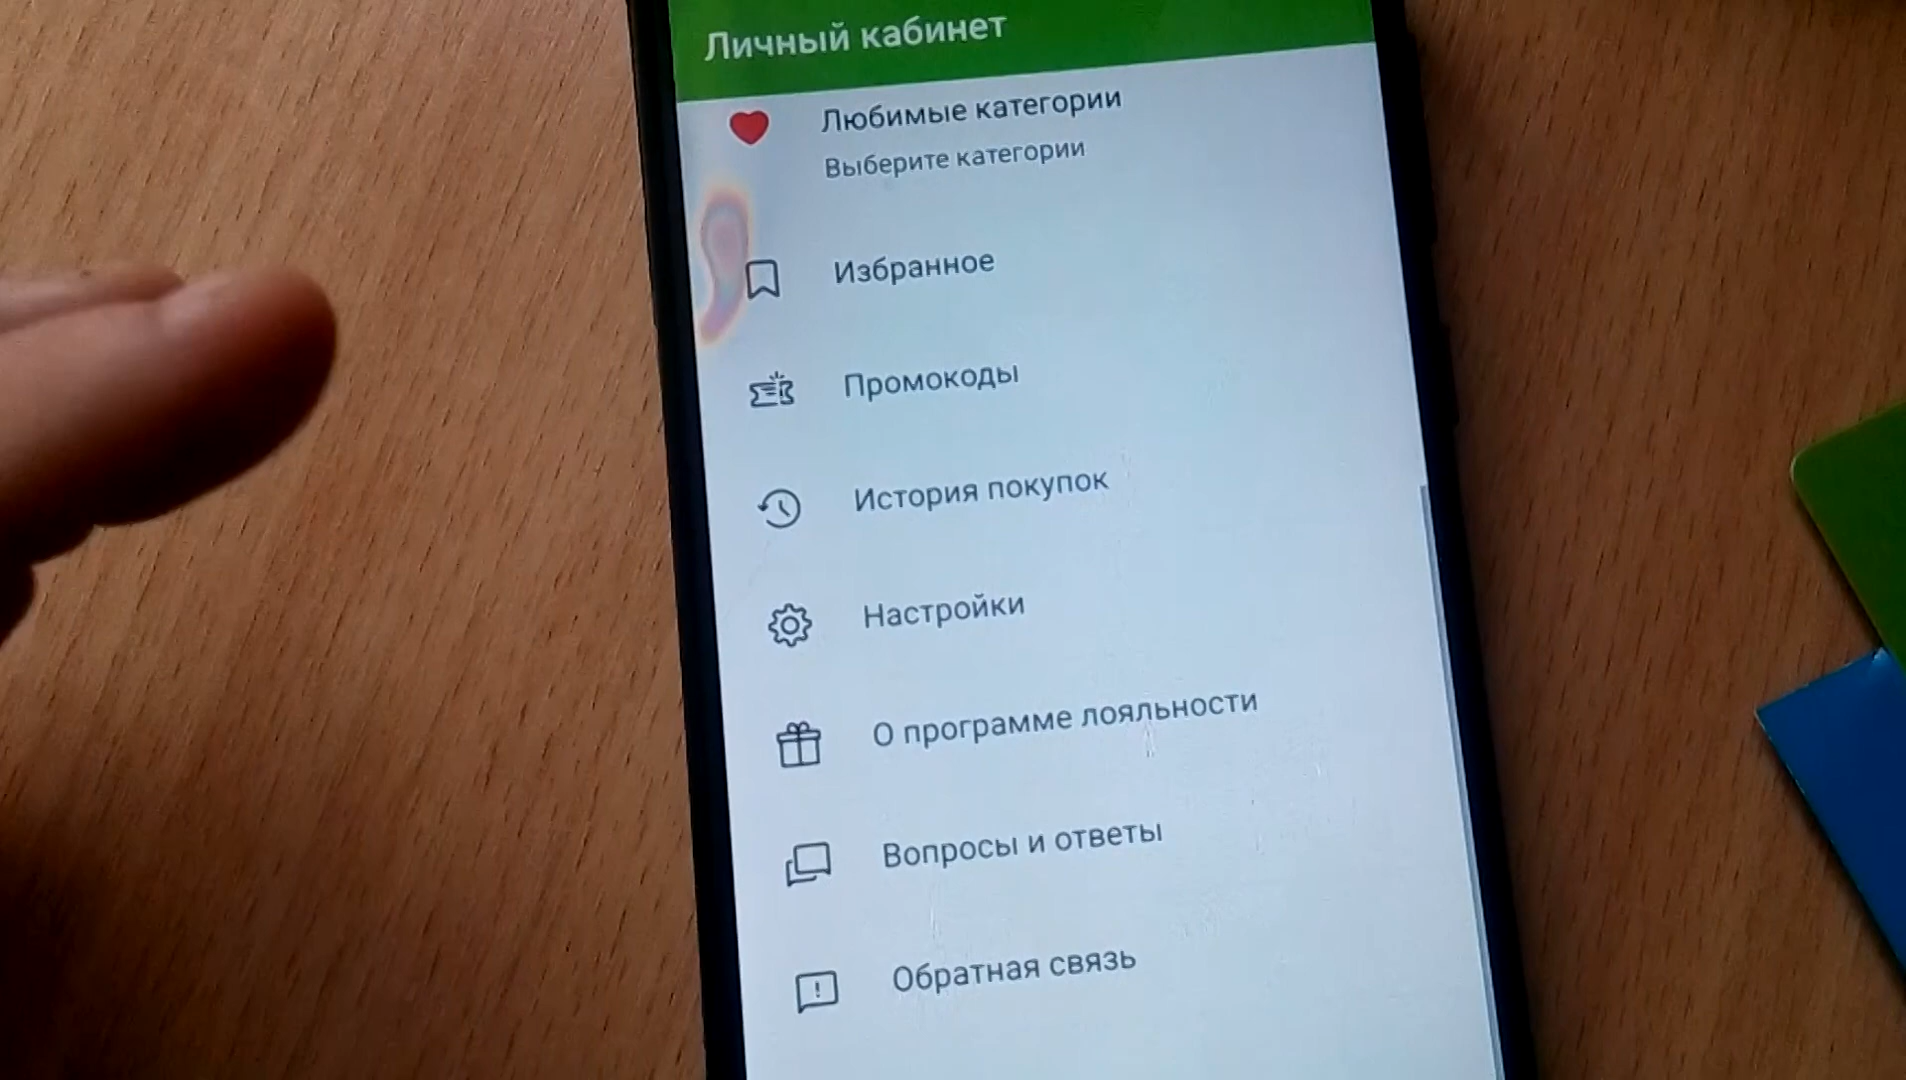 Личный кабинет
Любимые категории
Выберите категории
Избранное
Промокоды
История покупок
Настройки
О программе лояльности
Вопросы и ответы
Обратная связь